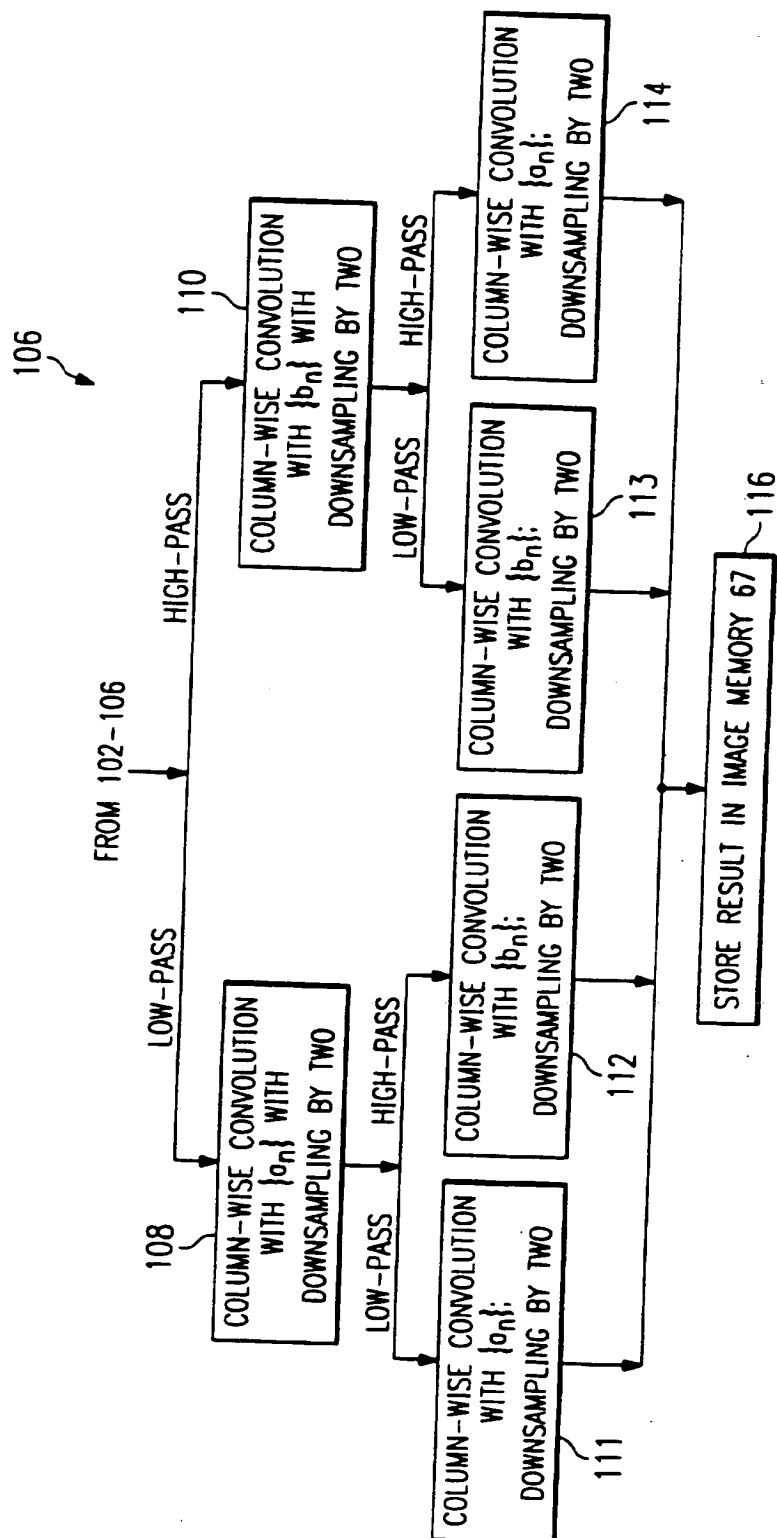 106
FROM 102-106
LOW-PASS
HIGH-PASS
108
COLUMN-WISE CONVOLUTION
WITH {an} WITH
DOWNSAMPLING BY TWO
110
COLUMN-WISE CONVOLUTION
WITH {bn} WITH
DOWNSAMPLING BY TWO
LOW-PASS
HIGH-PASS
LOW-PASS
HIGH-PASS
COLUMN-WISE CONVOLUTION
WITH {an};
DOWNSAMPLING BY TWO
111
COLUMN-WISE CONVOLUTION
WITH {bn};
DOWNSAMPLING BY TWO
112
COLUMN-WISE CONVOLUTION
WITH {bn};
DOWNSAMPLING BY TWO
113
COLUMN-WISE CONVOLUTION
WITH {an};
DOWNSAMPLING BY TWO
114
STORE RESULT IN IMAGE MEMORY 67
116